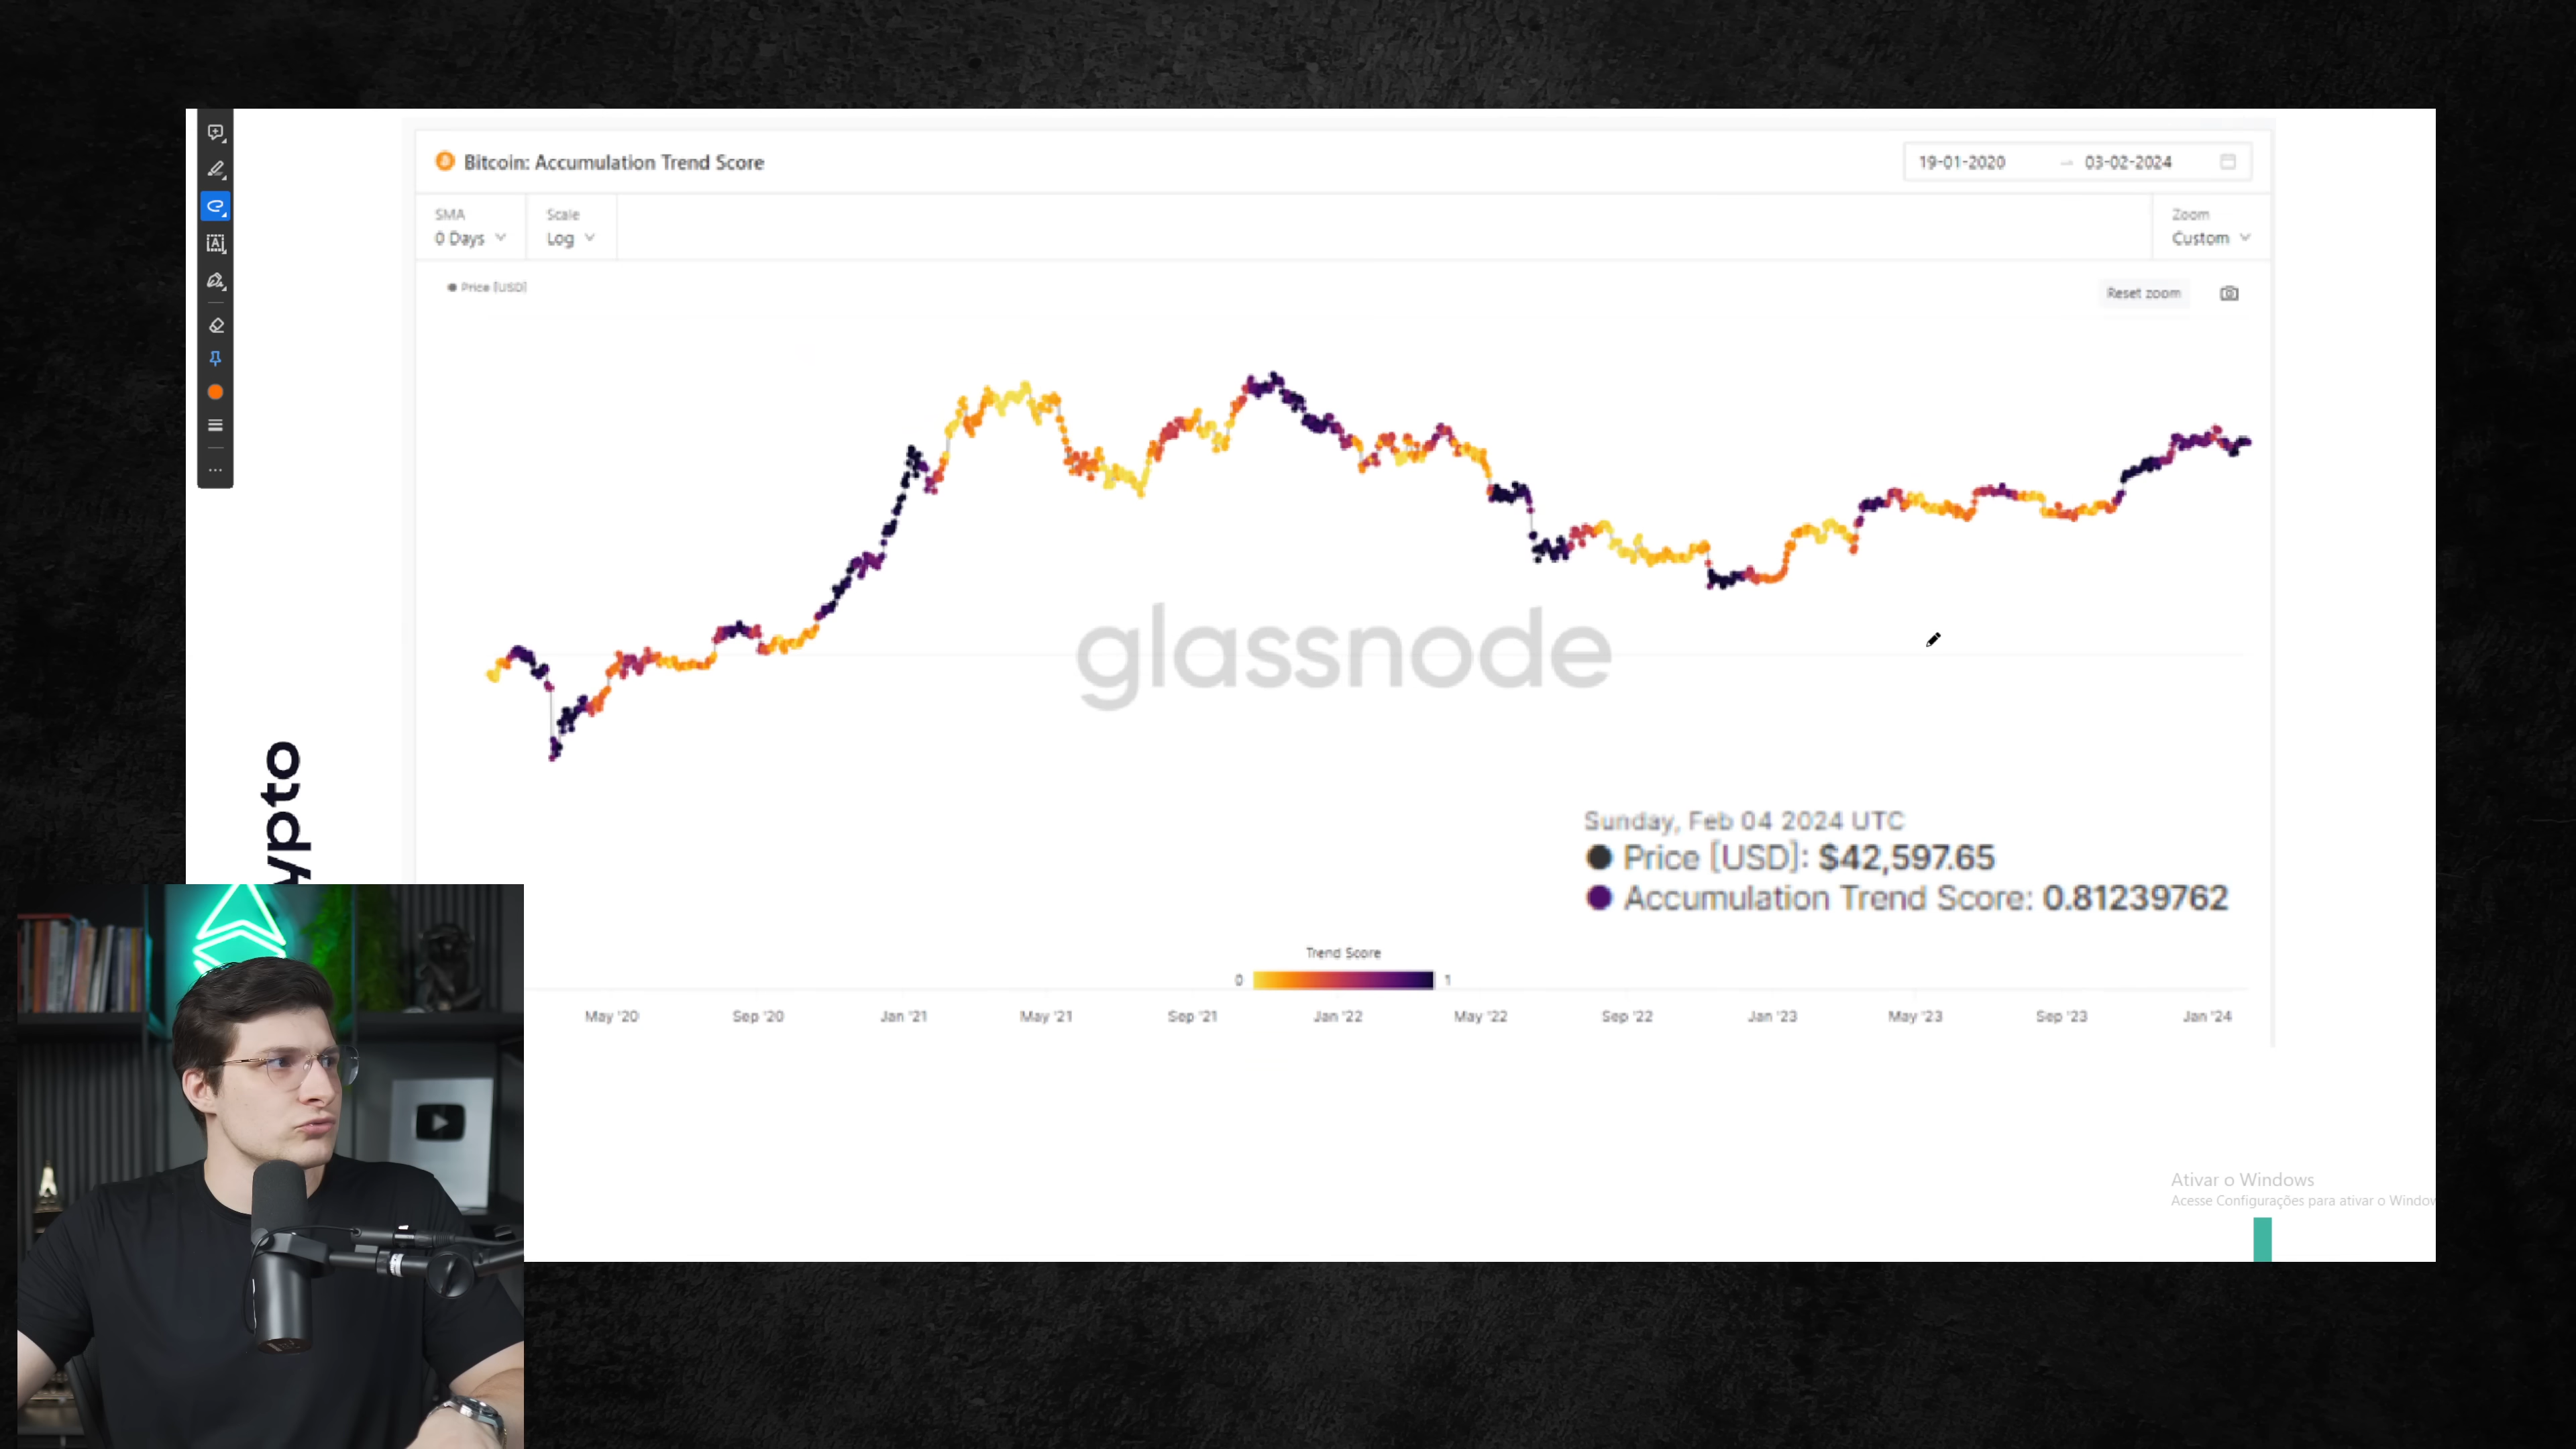 Bitcoin: Accumulation Trend Score
19-01-2020 → 03-02-2024
SMA
0 Days
Scale
Log
Zoom
Custom
Price [USD]
Reset zoom
glassnode
ypto
Sunday, Feb 04 2024 UTC
Price [USD]: $42,597.65
Accumulation Trend Score: 0.81239762
Trend Score
0 1
May '20 Sep '20 Jan '21 May '21 Sep '21 Jan '22 May '22 Sep '22 Jan '23 May '23 Sep '23 Jan '24
Ativar o Windows
Acesse Configurações para ativar o Window